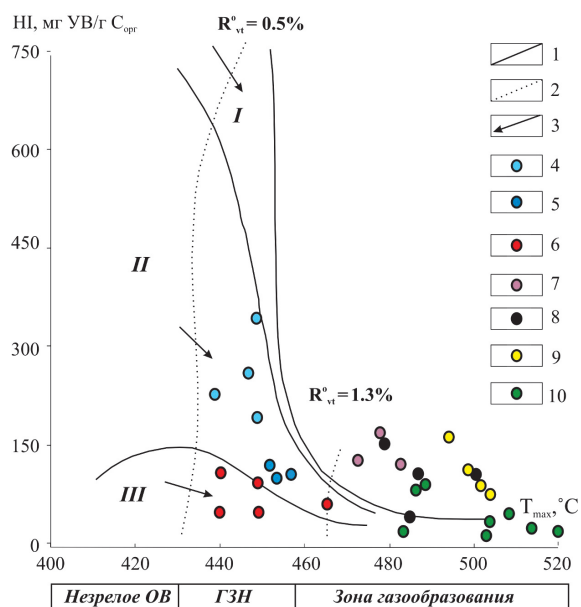 HI, мг УВ/г Сорг
R°vt = 0.5%
750
600
450
300
150
0
I
II
III
R°vt = 1.3%
1
2
3
4
5
6
7
8
9
10
Tmax, °C
400 420 440 460 480 500 520
Незрелое ОВ ГЗН Зона газообразования